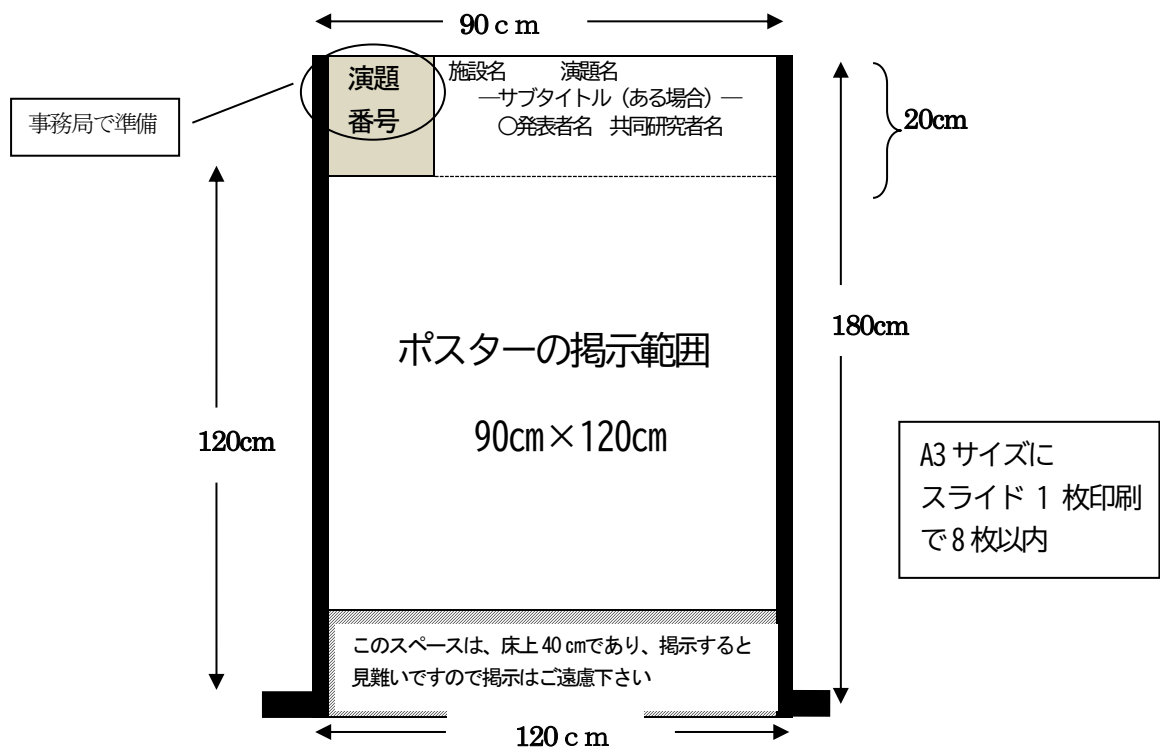 90ｃｍ
演題
番号
施設名　演題名
―サブタイトル（ある場合）―
○発表者名　共同研究者名
事務局で準備
20cm
ポスターの掲示範囲
90cm×120cm
180cm
120cm
A3サイズに
スライド 1 枚印刷
で8枚以内
このスペースは、床上40㎝であり、掲示すると
見難いですので掲示はご遠慮下さい
120ｃｍ